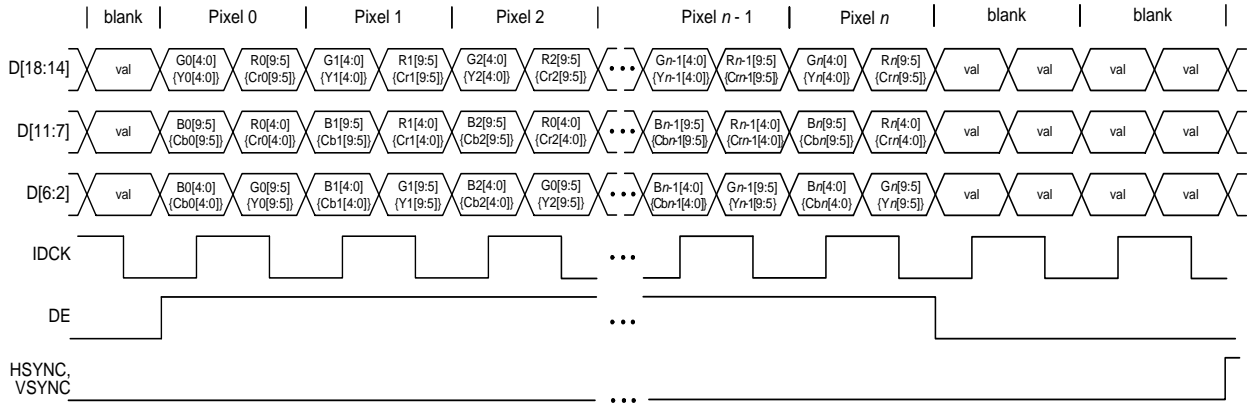 blank Pixel 0 Pixel 1 Pixel 2 Pixel n - 1 Pixel n blank blank
D[18:14] val G0[4:0] {Y0[4:0]} R0[9:5] {Cr0[9:5]} G1[4:0] {Y1[4:0]} R1[9:5] {Cr1[9:5]} G2[4:0] {Y2[4:0]} R2[9:5] {Cr2[9:5]} ••• Gn-1[4:0] {Yn-1[4:0]} Rn-1[9:5] {Crn-1[9:5]} Gn[4:0] {Yn[4:0]} Rn[9:5] {Crn[9:5]} val val val val
D[11:7] val B0[9:5] {Cb0[9:5]} R0[4:0] {Cr0[4:0]} B1[9:5] {Cb1[9:5]} R1[4:0] {Cr1[4:0]} B2[9:5] {Cb2[9:5]} R0[4:0] {Cr2[4:0]} ••• Bn-1[9:5] {Cbn-1[9:5]} Rn-1[4:0] {Crn-1[4:0]} Bn[9:5] {Cbn[9:5]} Rn[4:0] {Crn[4:0]} val val val val
D[6:2] val B0[4:0] {Cb0[4:0]} G0[9:5] {Y0[9:5]} B1[4:0] {Cb1[4:0]} G1[9:5] {Y1[9:5]} B2[4:0] {Cb2[4:0]} G0[9:5] {Y2[9:5]} ••• Bn-1[4:0] {Cbn-1[4:0]} Gn-1[9:5] {Yn-1[9:5} Bn[4:0] {Cbn[4:0} Gn[9:5] {Yn[9:5]} val val val val
IDCK •••
DE •••
HSYNC,
VSYNC •••